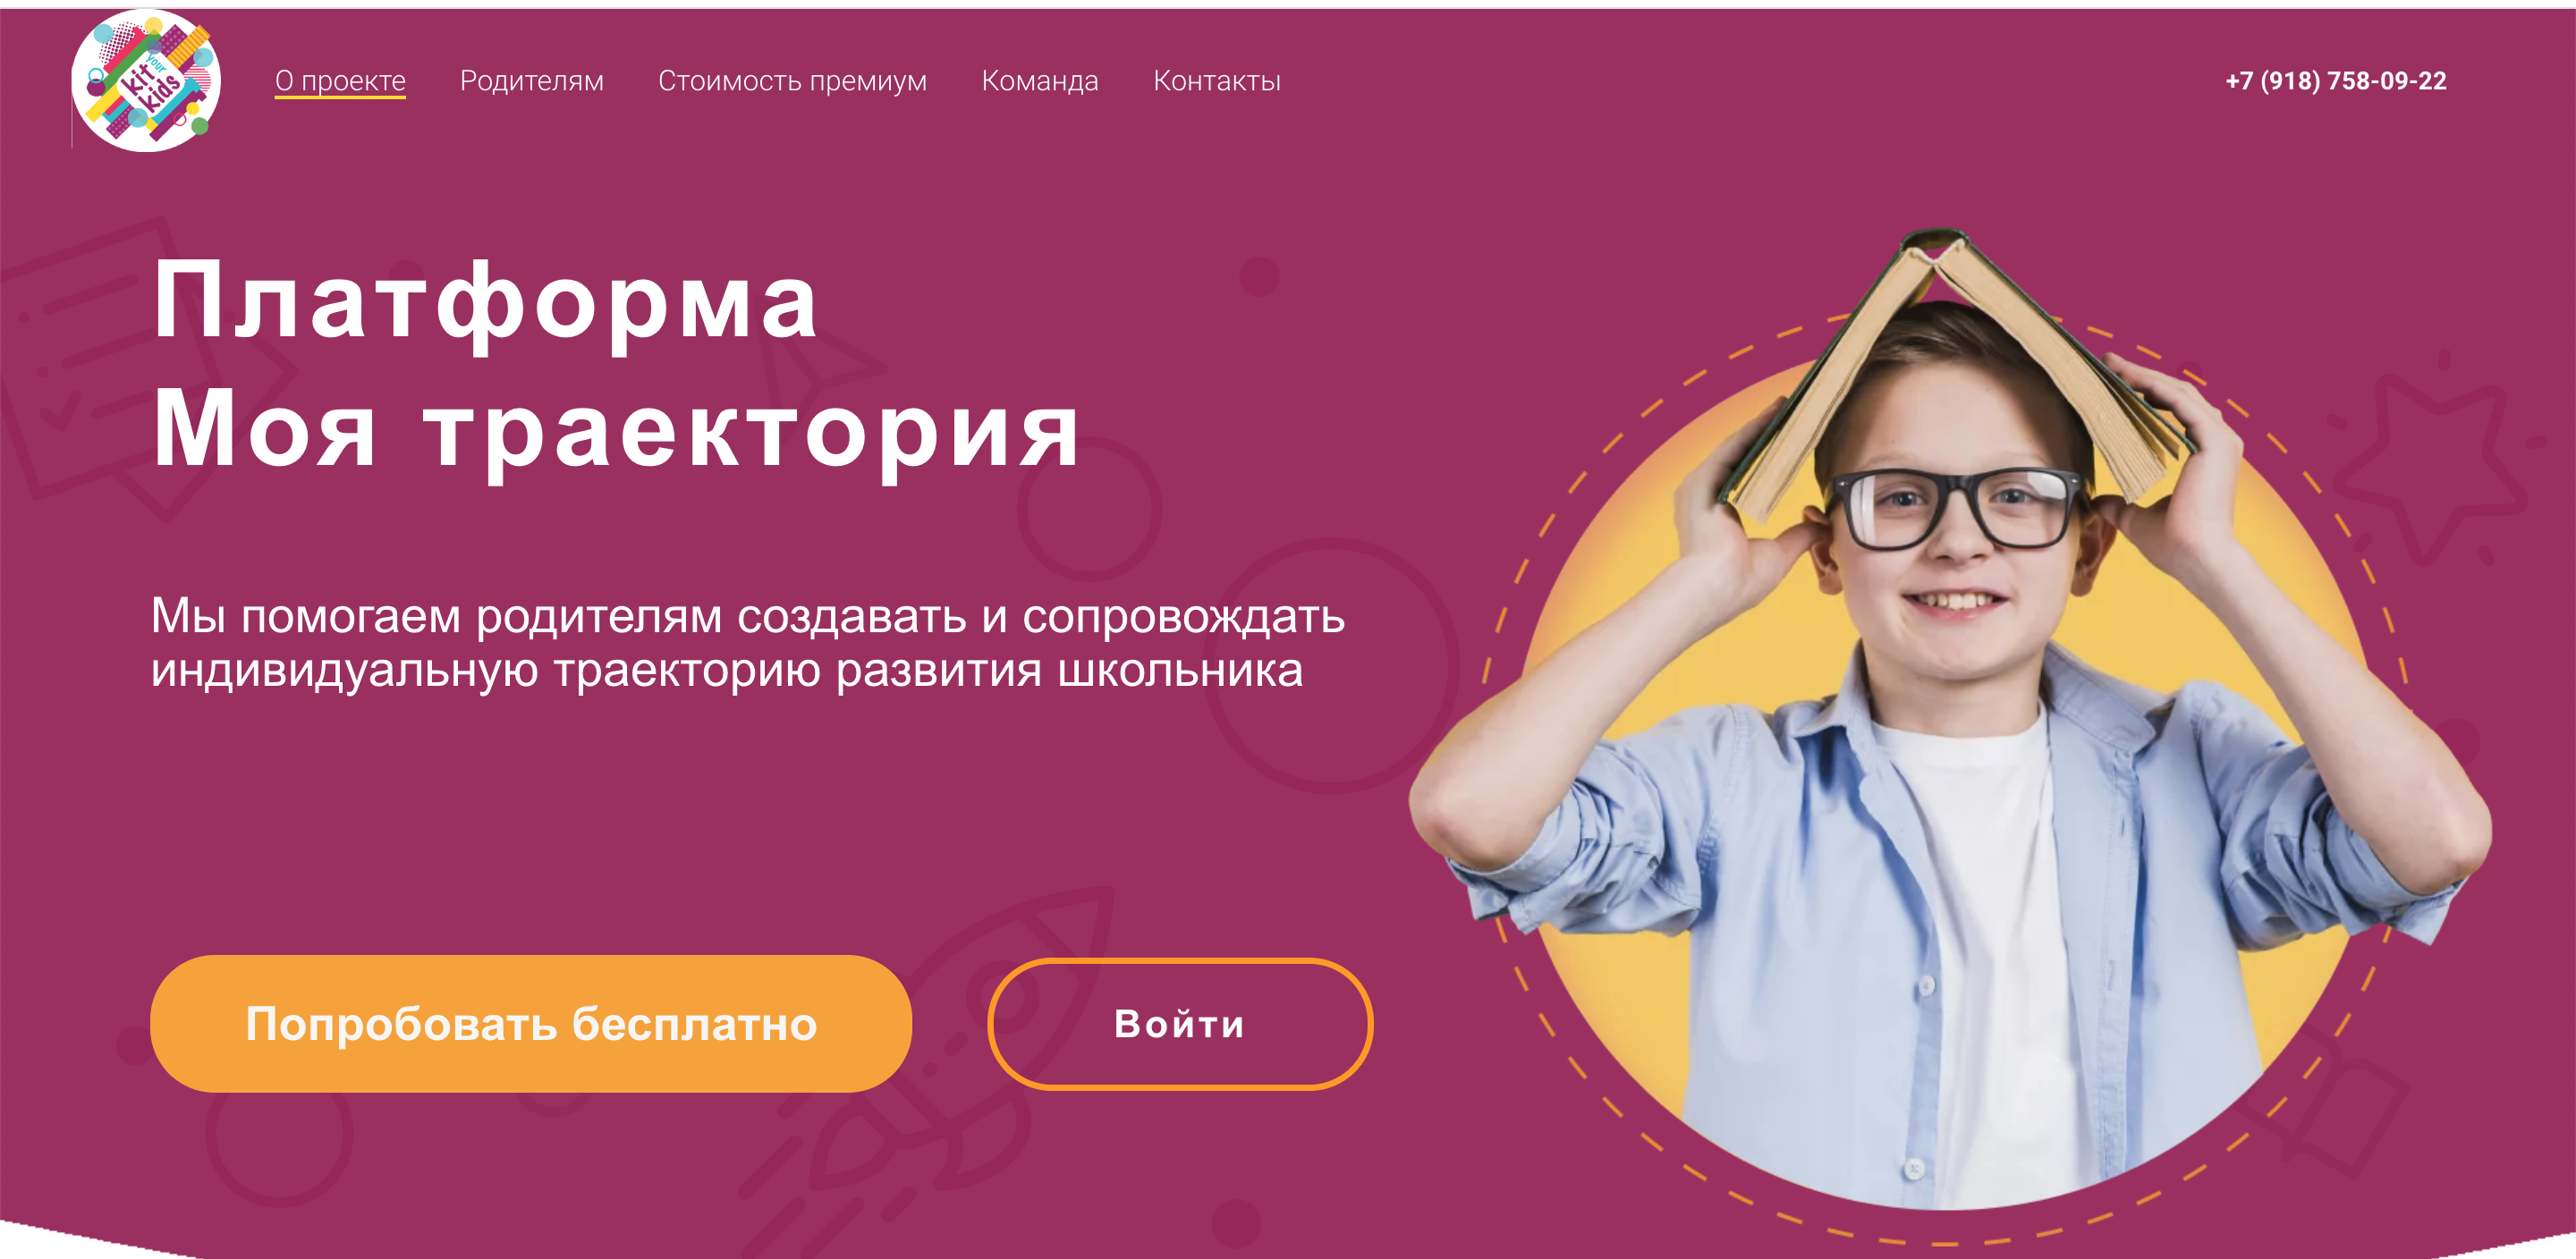 kit
your
kids
О проекте
Родителям
Стоимость премиум
Команда
Контакты
+7 (918) 758-09-22
Платформа
Моя траектория
Мы помогаем родителям создавать и сопровождать
индивидуальную траекторию развития школьника
Попробовать бесплатно
Войти